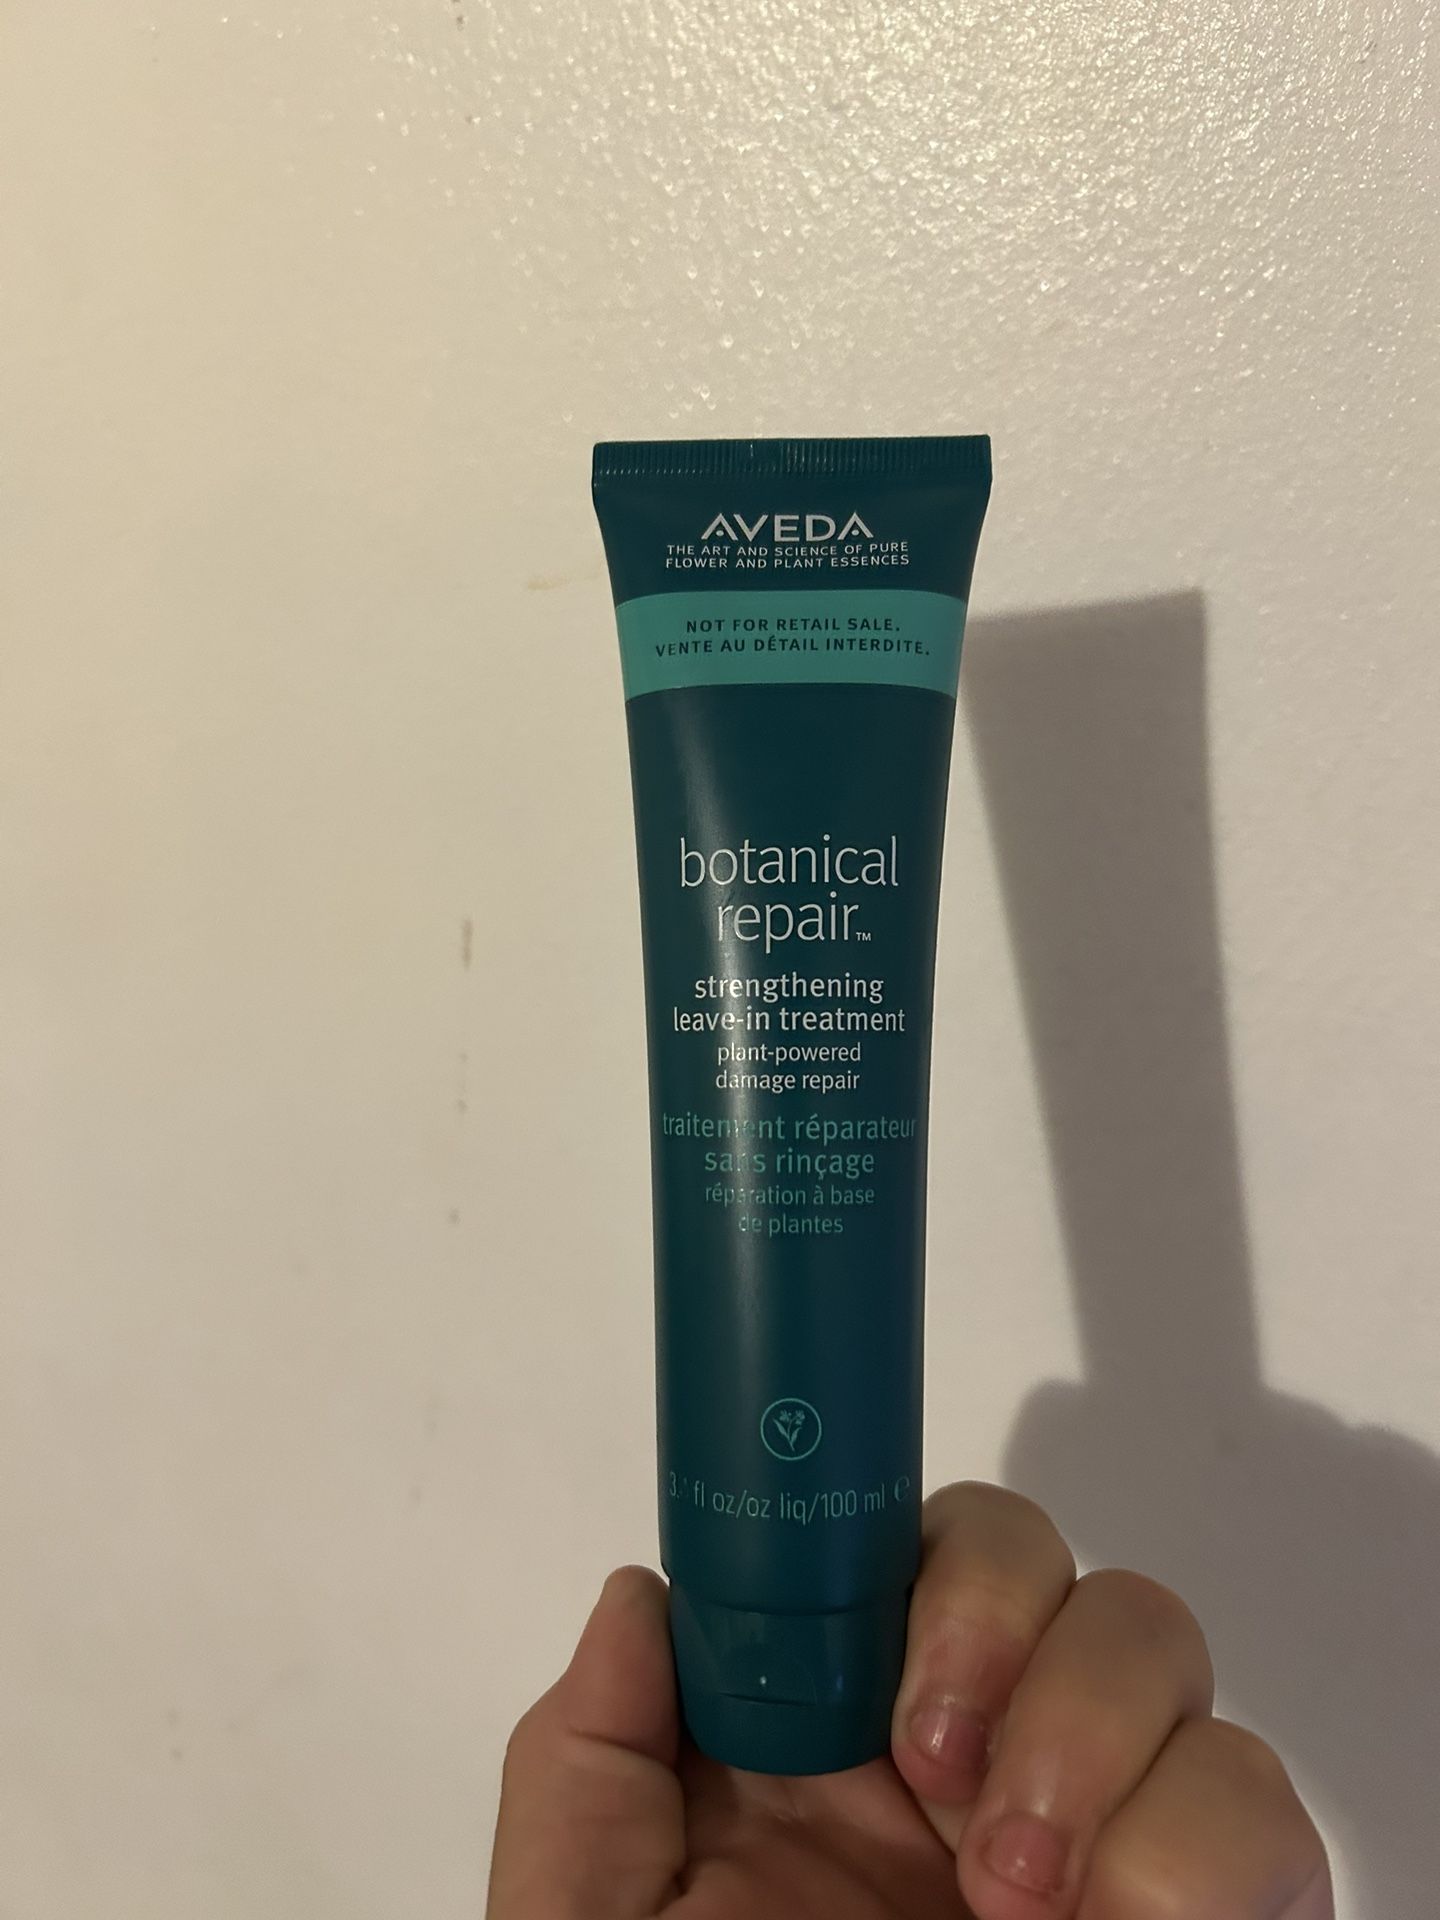 AVEDA
THE ART AND SCIENCE OF PURE
FLOWER AND PLANT ESSENCES
NOT FOR RETAIL SALE.
VENTE AU DÉTAIL INTERDITE.
botanical
repair™
strengthening
leave-in treatment
plant-powered
damage repair
traitement réparateur
sans rinçage
réparation à base
de plantes
fl oz/oz liq/100 ml ℮